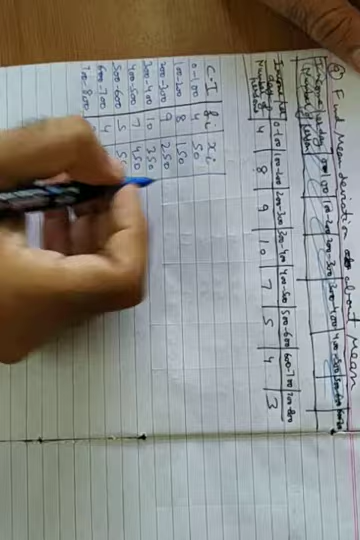 Find Mean deviation about Mean
Income per day 0-100 100-200 200-300 300-400 400-500 500-600 600-700 700-800
Number of 4 8 9 10 7 5 4 3
C.I fi xi
0-100 4 50
100-200 8 150
200-300 9 250
300-400 10 350
400-500 7 450
500-600 5
600-700 4
700-800